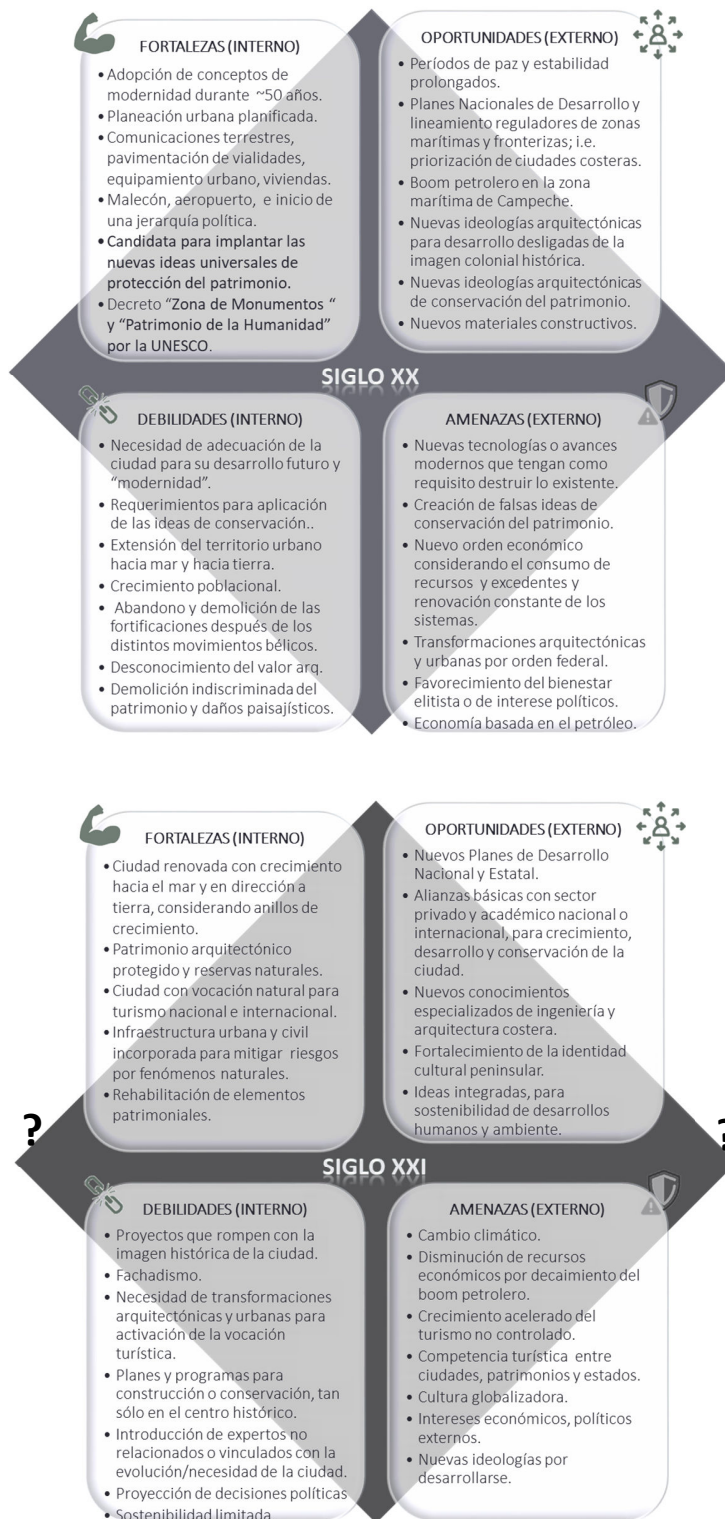 FORTALEZAS (INTERNO)
• Adopción de conceptos de
modernidad durante ~50 años.
• Planeación urbana planificada.
• Comunicaciones terrestres,
pavimentación de vialidades,
equipamiento urbano, viviendas.
• Malecón, aeropuerto, e inicio de
una jerarquía política.
• Candidata para implantar las
nuevas ideas universales de
protección del patrimonio.
• Decreto “Zona de Monumentos “
y “Patrimonio de la Humanidad”
por la UNESCO.
OPORTUNIDADES (EXTERNO)
• Períodos de paz y estabilidad
prolongados.
• Planes Nacionales de Desarrollo y
lineamiento reguladores de zonas
marítimas y fronterizas; i.e.
priorización de ciudades costeras.
• Boom petrolero en la zona
marítima de Campeche.
• Nuevas ideologías arquitectónicas
para desarrollo desligadas de la
imagen colonial histórica.
• Nuevas ideologías arquitectónicas
de conservación del patrimonio.
• Nuevos materiales constructivos.
SIGLO XX
DEBILIDADES (INTERNO)
• Necesidad de adecuación de la
ciudad para su desarrollo futuro y
“modernidad”.
• Requerimientos para aplicación
de las ideas de conservación..
• Extensión del territorio urbano
hacia mar y hacia tierra.
• Crecimiento poblacional.
• Abandono y demolición de las
fortificaciones después de los
distintos movimientos bélicos.
• Desconocimiento del valor arq.
• Demolición indiscriminada del
patrimonio y daños paisajísticos.
AMENAZAS (EXTERNO)
• Nuevas tecnologías o avances
modernos que tengan como
requisito destruir lo existente.
• Creación de falsas ideas de
conservación del patrimonio.
• Nuevo orden económico
considerando el consumo de
recursos y excedentes y
renovación constante de los
sistemas.
• Transformaciones arquitectónicas
y urbanas por orden federal.
• Favorecimiento del bienestar
elitista o de interese políticos.
• Economía basada en el petróleo.
FORTALEZAS (INTERNO)
• Ciudad renovada con crecimiento
hacia el mar y en dirección a
tierra, considerando anillos de
crecimiento.
• Patrimonio arquitectónico
protegido y reservas naturales.
• Ciudad con vocación natural para
turismo nacional e internacional.
• Infraestructura urbana y civil
incorporada para mitigar riesgos
por fenómenos naturales.
• Rehabilitación de elementos
patrimoniales.
OPORTUNIDADES (EXTERNO)
• Nuevos Planes de Desarrollo
Nacional y Estatal.
• Alianzas básicas con sector
privado y académico nacional o
internacional, para crecimiento,
desarrollo y conservación de la
ciudad.
• Nuevos conocimientos
especializados de ingeniería y
arquitectura costera.
• Fortalecimiento de la identidad
cultural peninsular.
• Ideas integradas, para
sostenibilidad de desarrollos
humanos y ambiente.
?
?
SIGLO XXI
DEBILIDADES (INTERNO)
• Proyectos que rompen con la
imagen histórica de la ciudad.
• Fachadismo.
• Necesidad de transformaciones
arquitectónicas y urbanas para
activación de la vocación
turística.
• Planes y programas para
construcción o conservación, tan
sólo en el centro histórico.
• Introducción de expertos no
relacionados o vinculados con la
evolución/necesidad de la ciudad.
• Proyección de decisiones políticas
• Sostenibilidad limitada
AMENAZAS (EXTERNO)
• Cambio climático.
• Disminución de recursos
económicos por decaimiento del
boom petrolero.
• Crecimiento acelerado del
turismo no controlado.
• Competencia turística entre
ciudades, patrimonios y estados.
• Cultura globalizadora.
• Intereses económicos, políticos
externos.
• Nuevas ideologías por
desarrollarse.